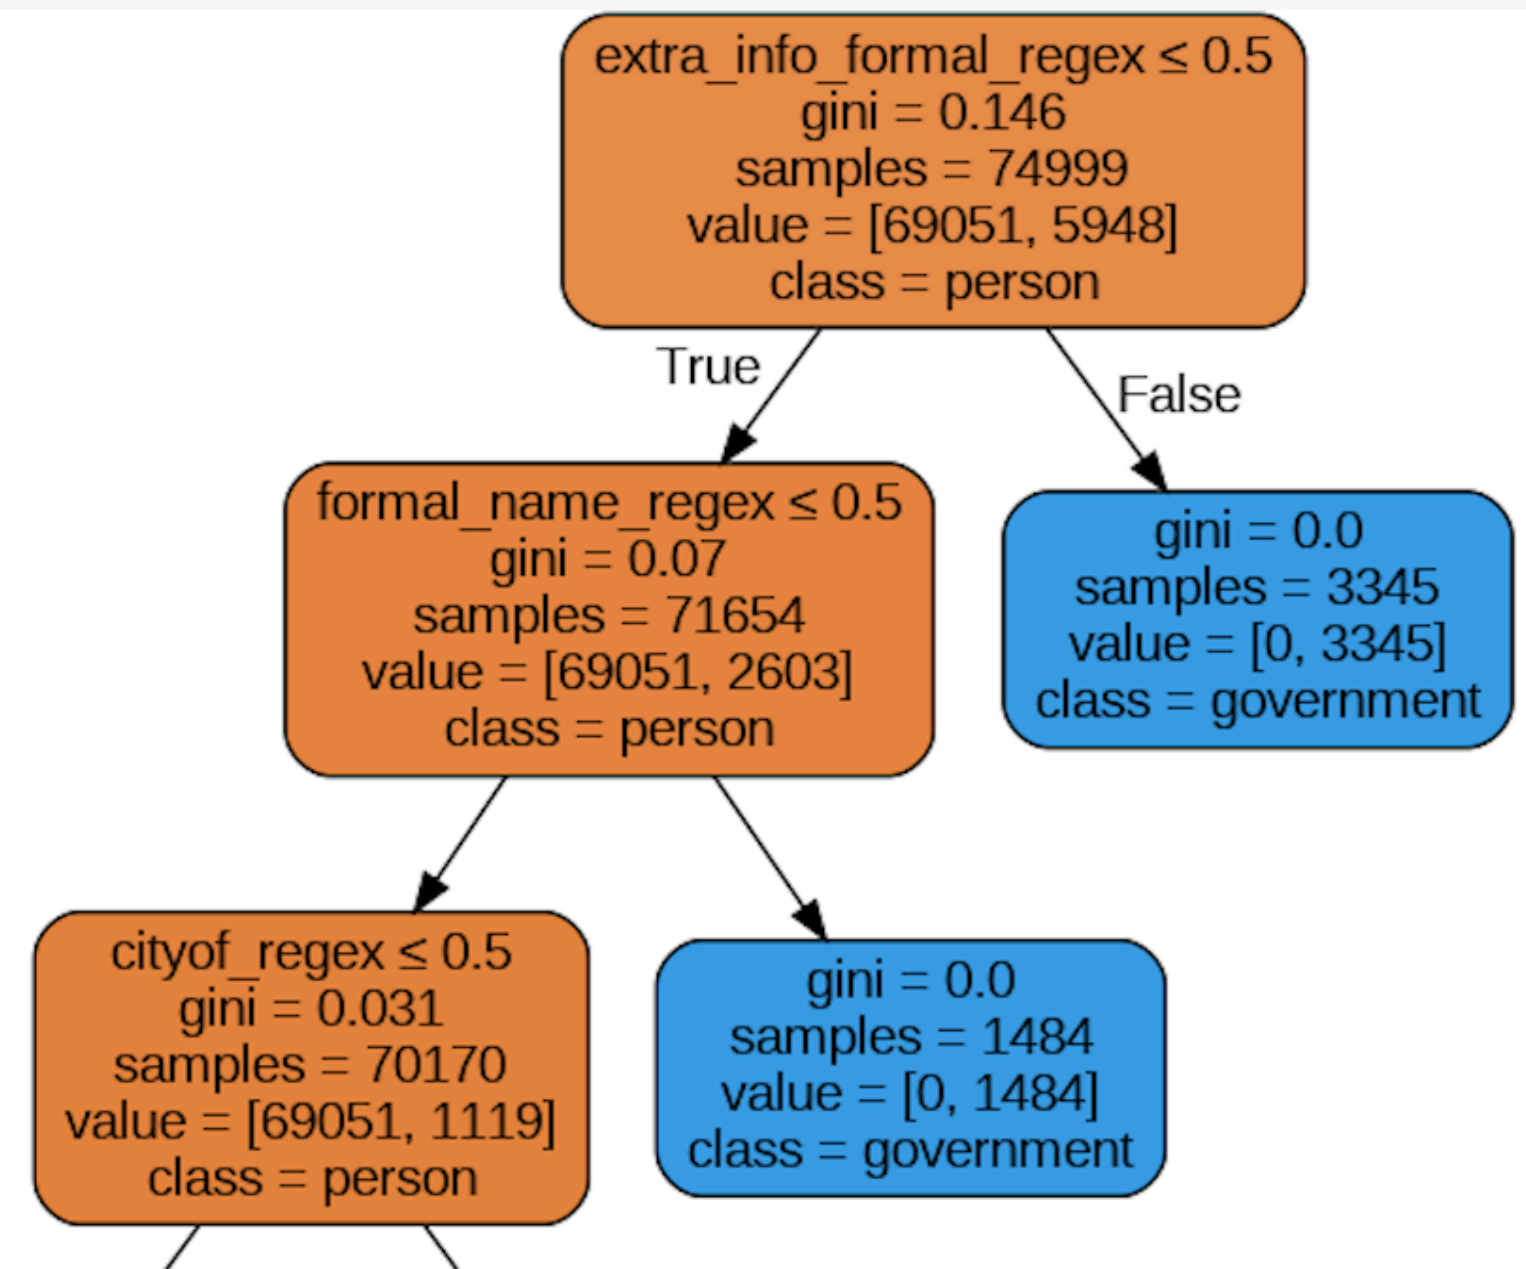 extra_info_formal_regex ≤ 0.5
gini = 0.146
samples = 74999
value = [69051, 5948]
class = person
True
False
formal_name_regex ≤ 0.5
gini = 0.07
samples = 71654
value = [69051, 2603]
class = person
gini = 0.0
samples = 3345
value = [0, 3345]
class = government
cityof_regex ≤ 0.5
gini = 0.031
samples = 70170
value = [69051, 1119]
class = person
gini = 0.0
samples = 1484
value = [0, 1484]
class = government